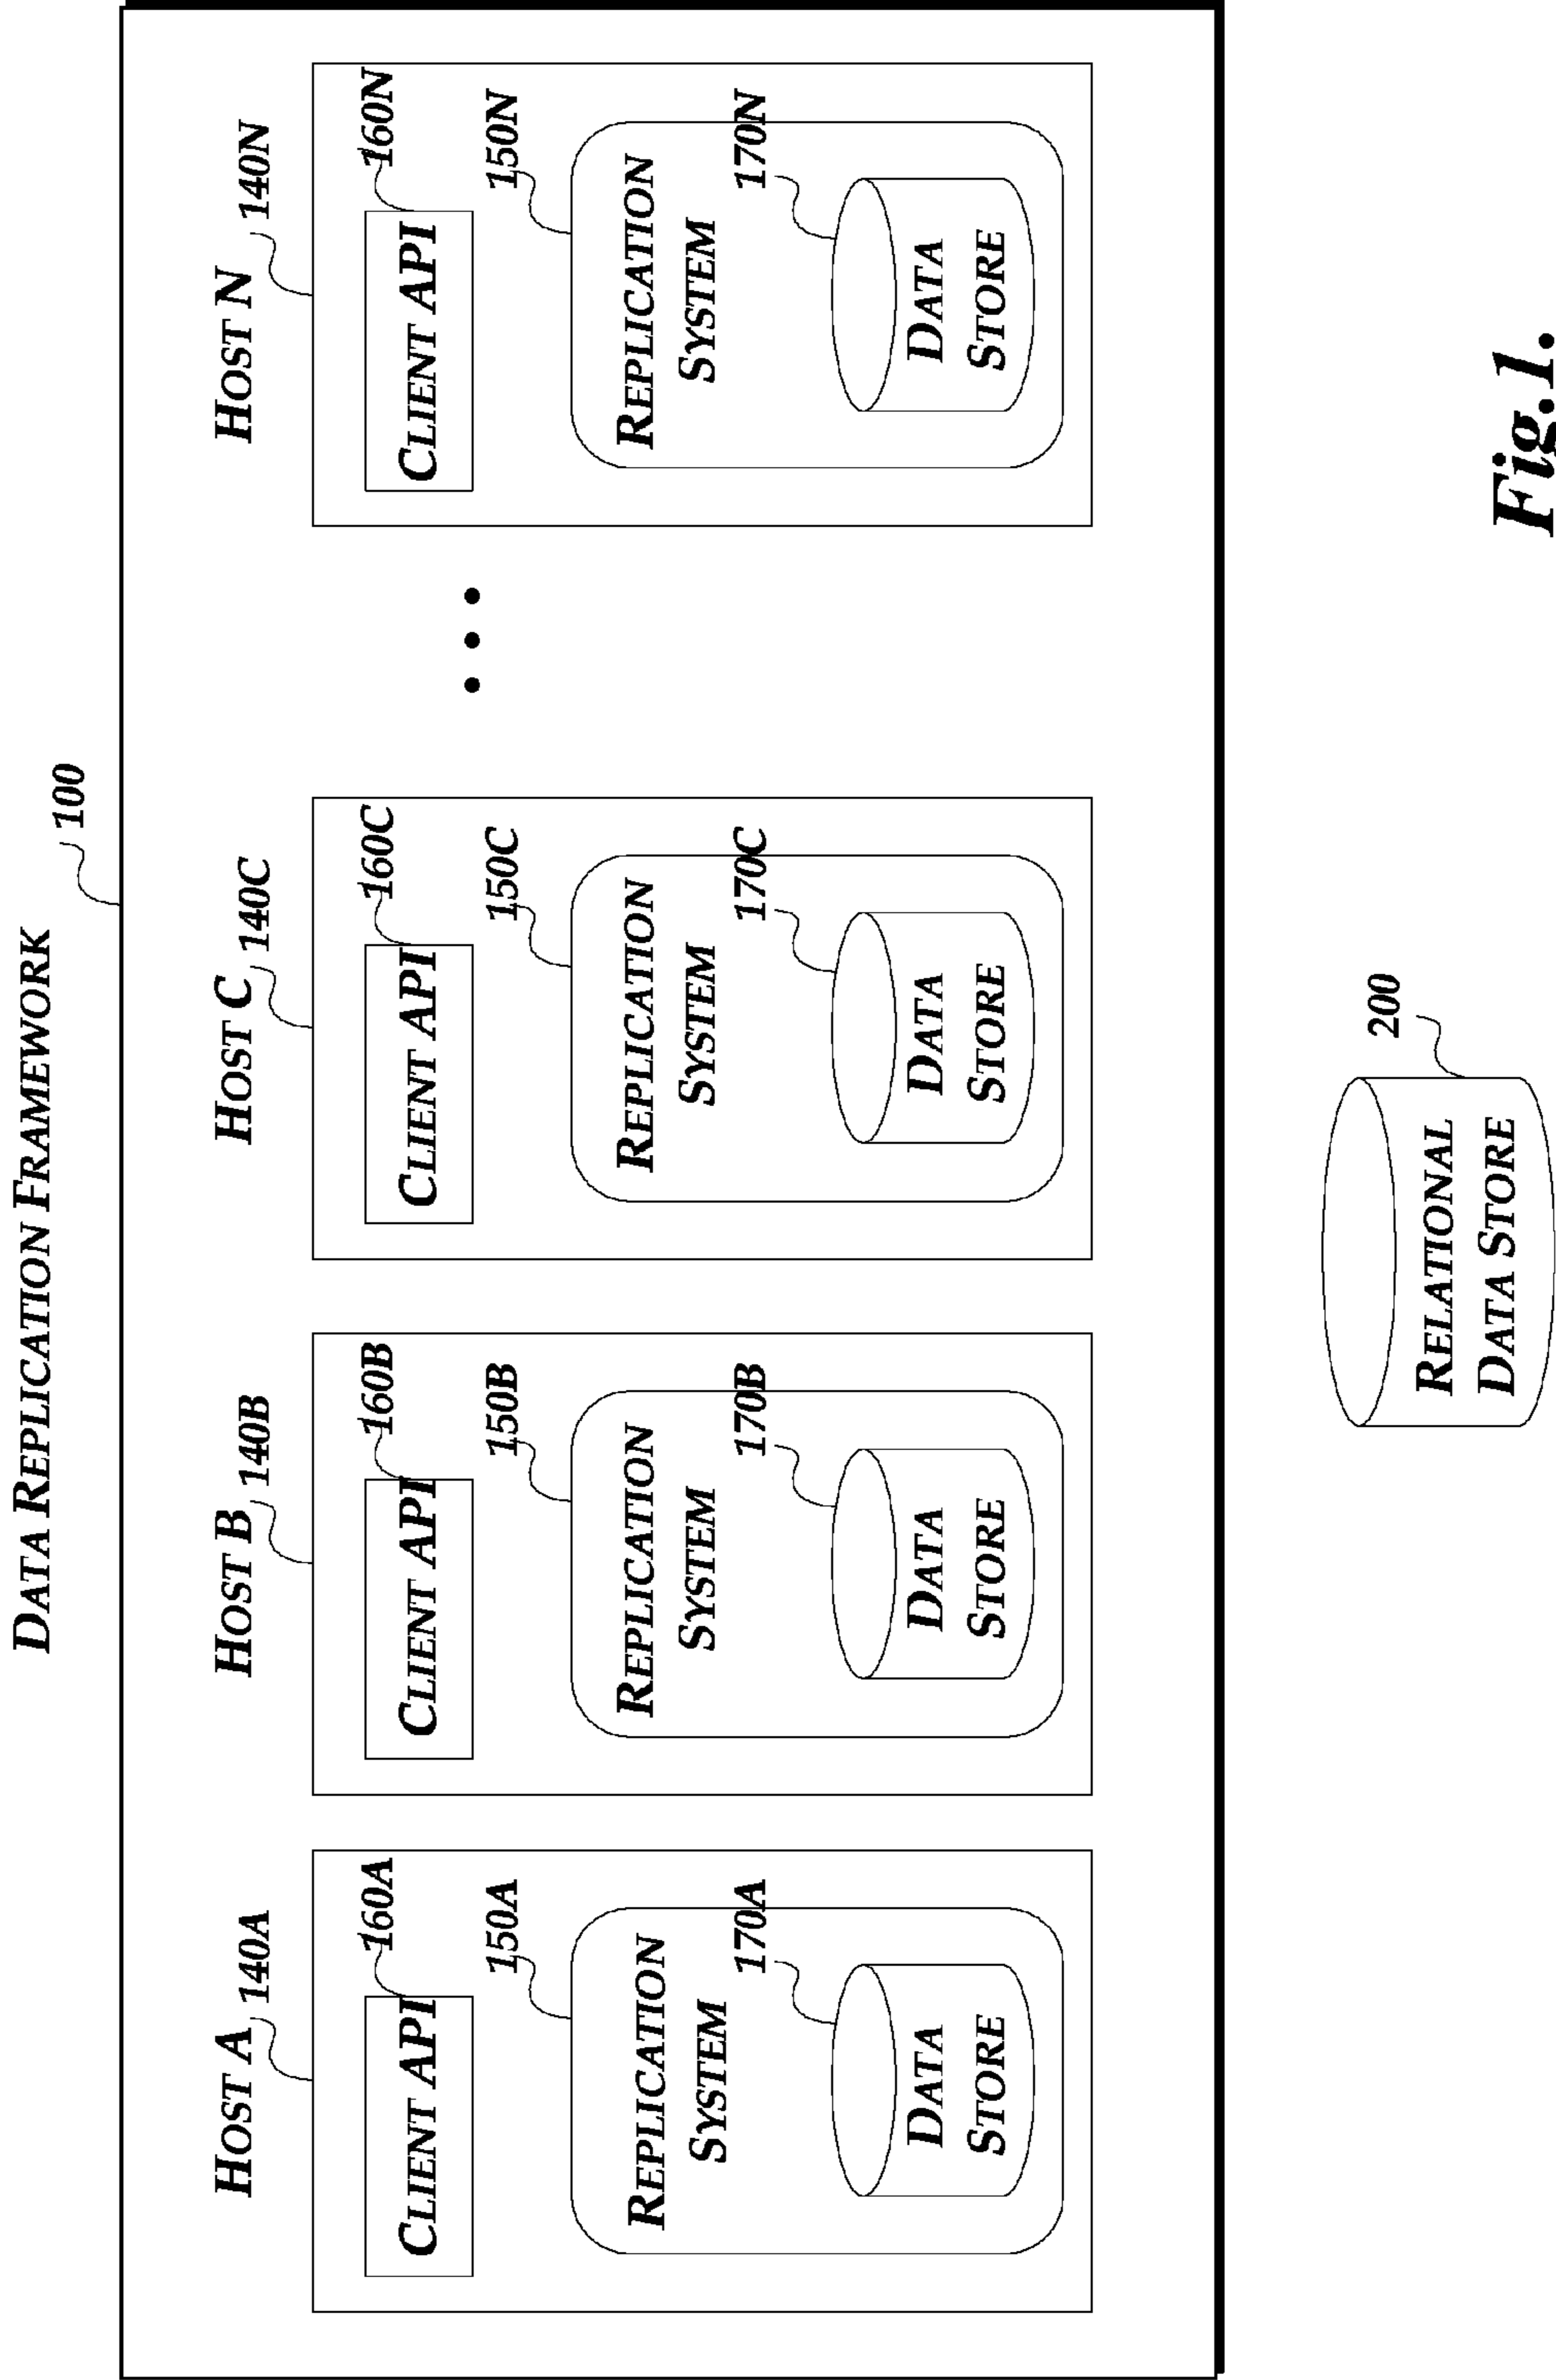 DATA REPLICATION FRAMEWORK
100
HOST A
140A
HOST B
140B
HOST C
140C
HOST N
140N
160A
CLIENT API
150A
REPLICATION
SYSTEM
170A
DATA
STORE
160B
CLIENT API
150B
REPLICATION
SYSTEM
170B
DATA
STORE
160C
CLIENT API
150C
REPLICATION
SYSTEM
170C
DATA
STORE
• • •
160N
CLIENT API
150N
REPLICATION
SYSTEM
170N
DATA
STORE
200
RELATIONAL
DATA STORE
Fig.1.